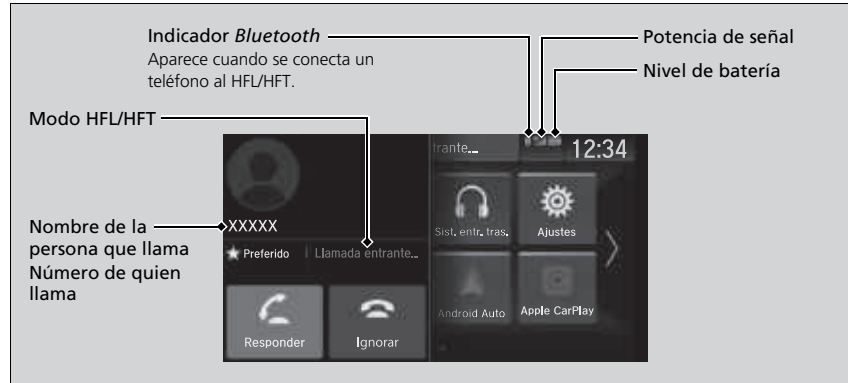 Indicador Bluetooth
Aparece cuando se conecta un
teléfono al HFL/HFT.
Potencia de señal
Nivel de batería
Modo HFL/HFT
Nombre de la
persona que llama
Número de quien
llama
XXXXX
Preferido
Llamada entrante...
Responder
Ignorar
trante...
12:34
Sist. entr. tras.
Ajustes
Android Auto
Apple CarPlay